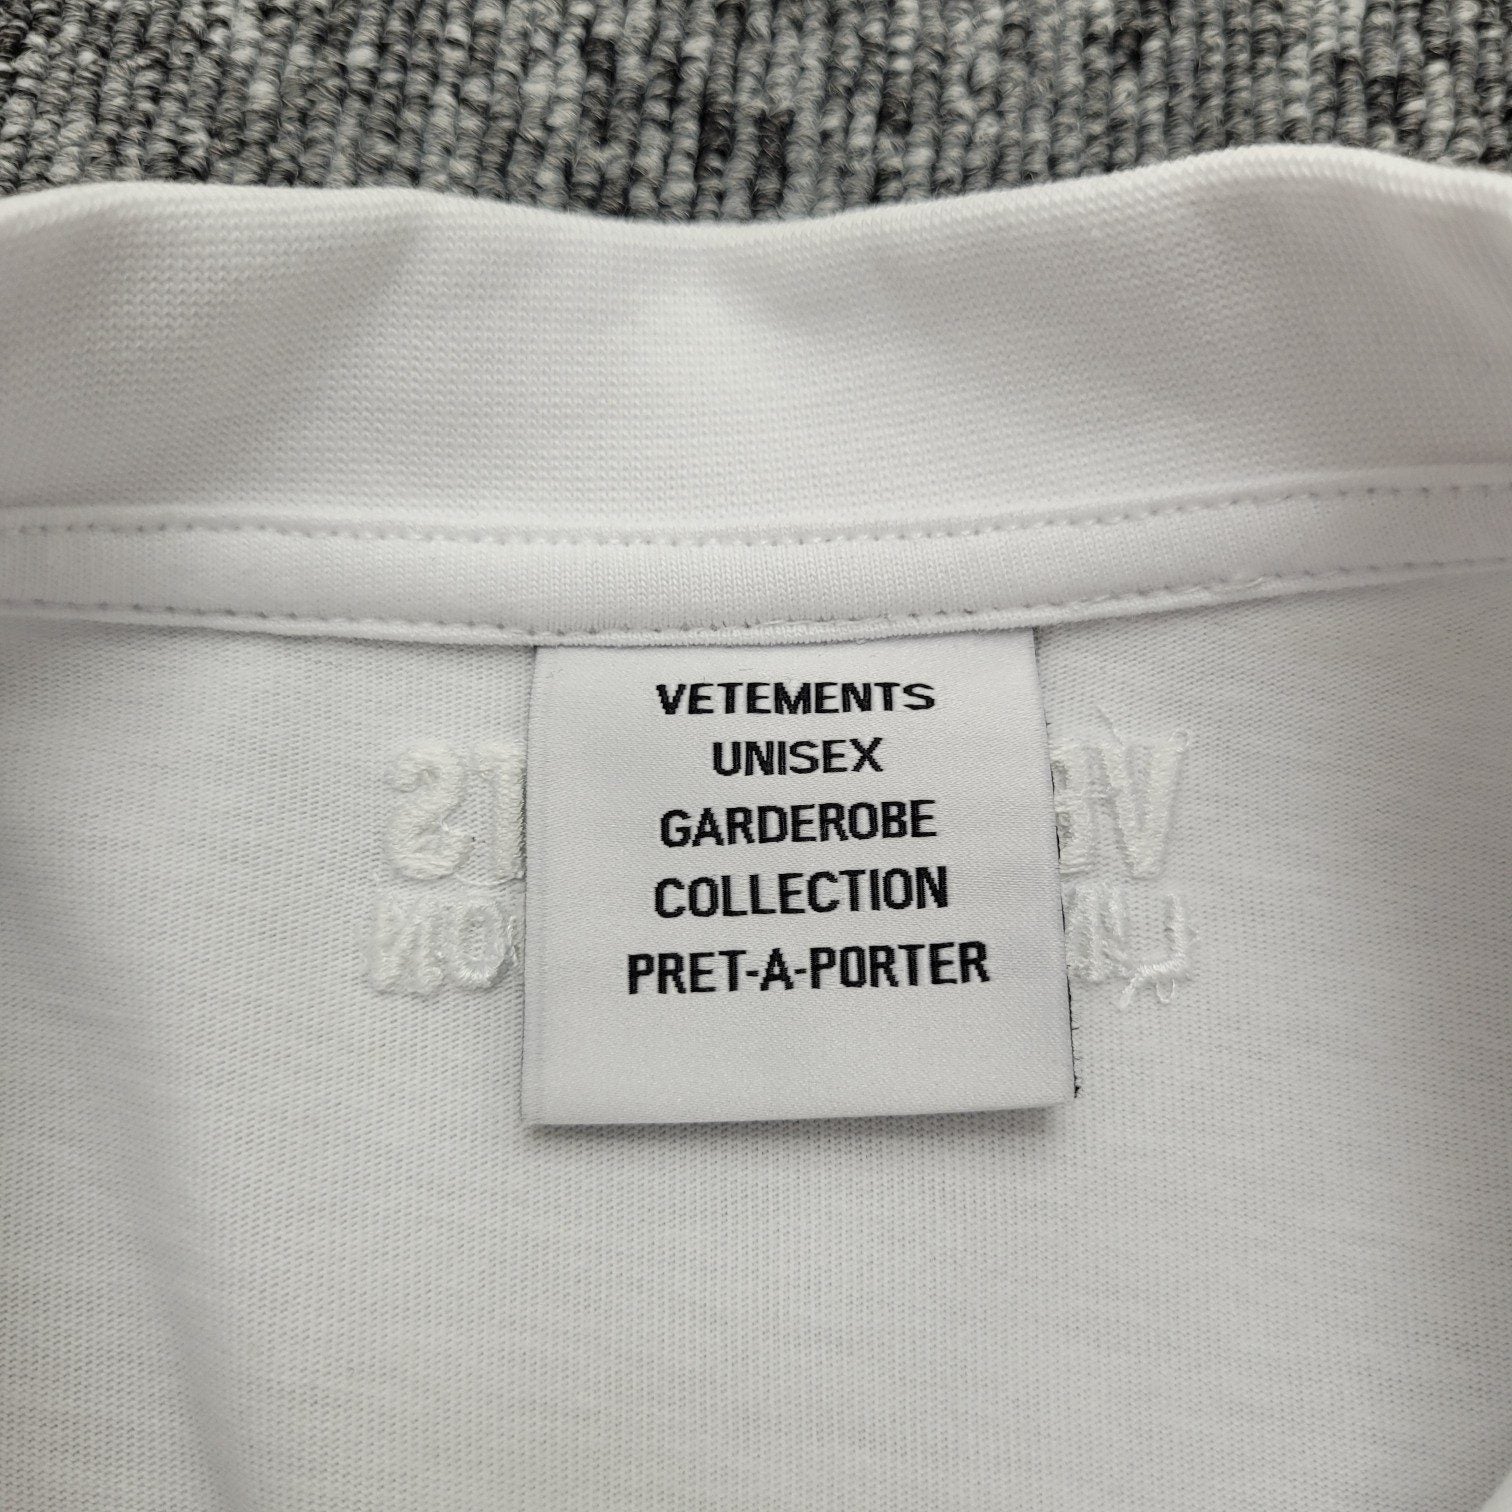 VETEMENTS
UNISEX
GARDEROBE
COLLECTION
PRET-A-PORTER